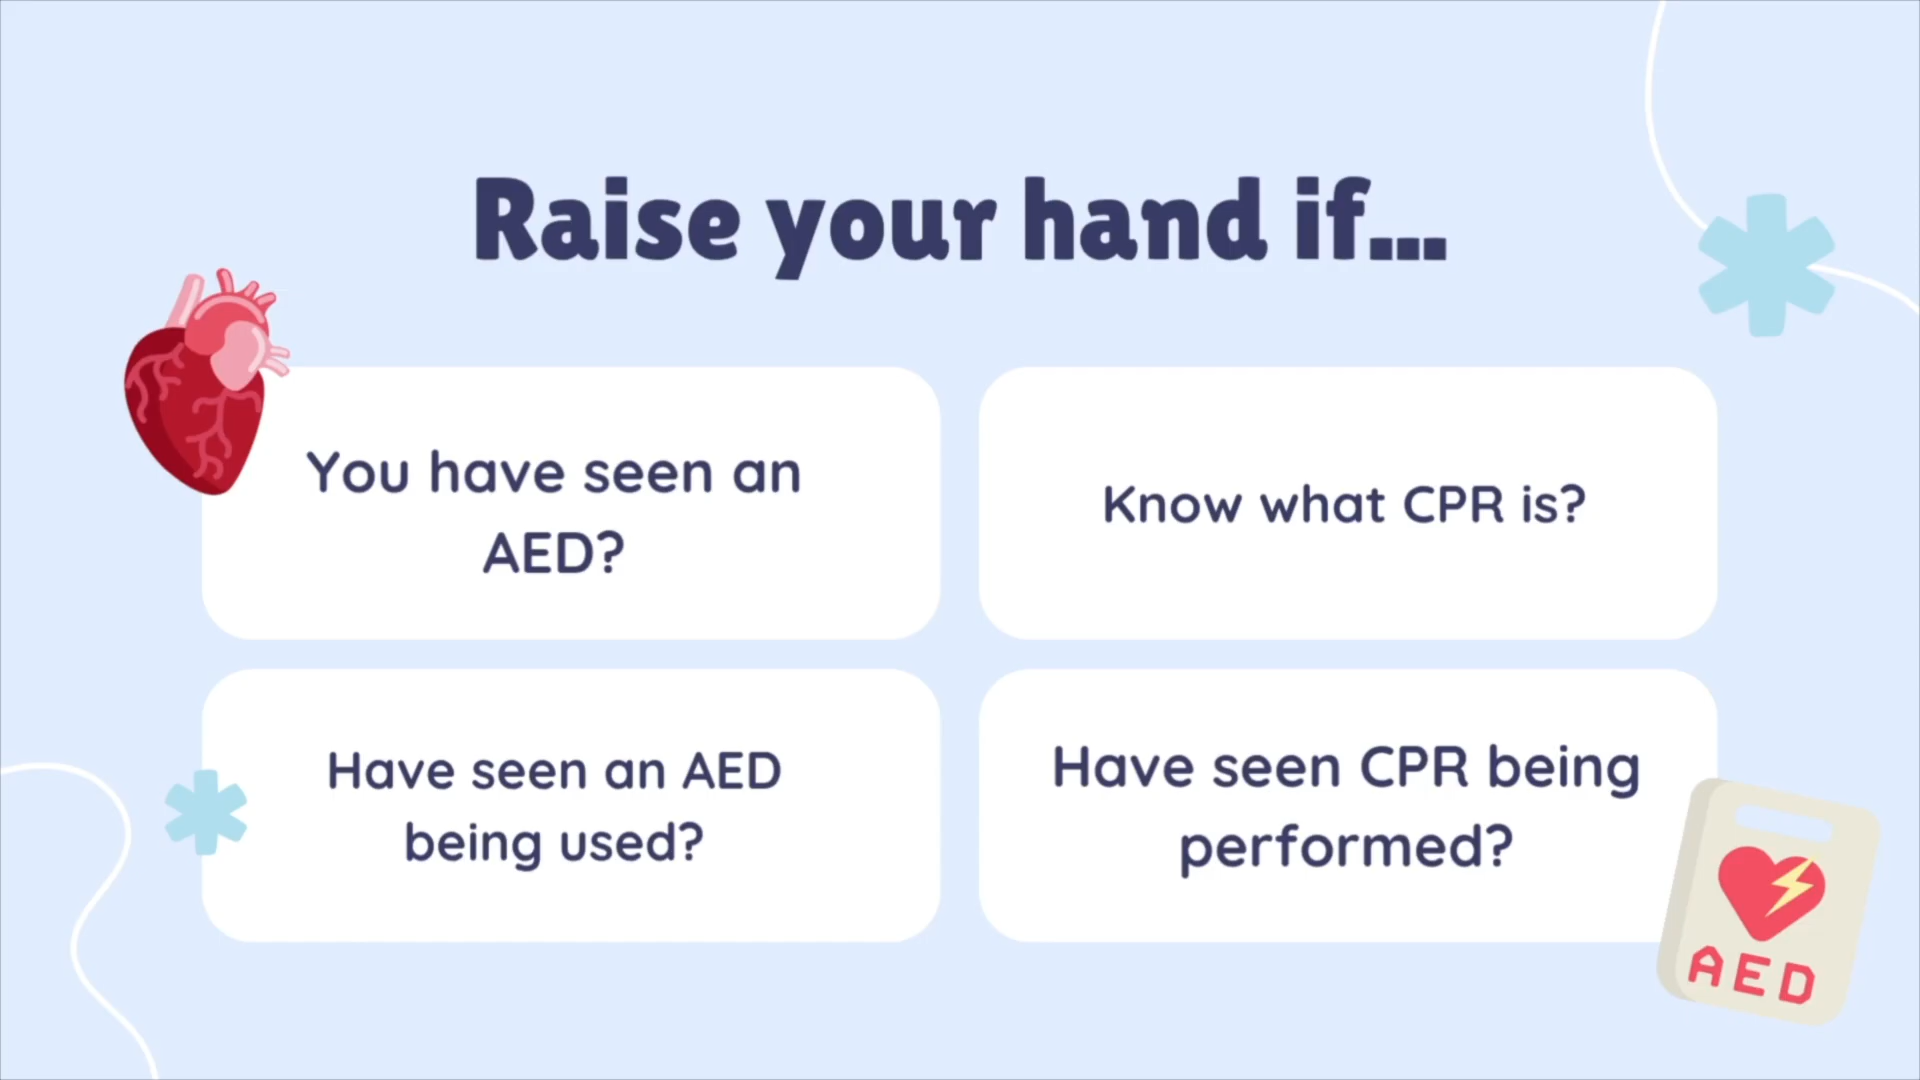 Raise your hand if...
You have seen an
AED?
Know what CPR is?
Have seen an AED
being used?
Have seen CPR being
performed?
AED